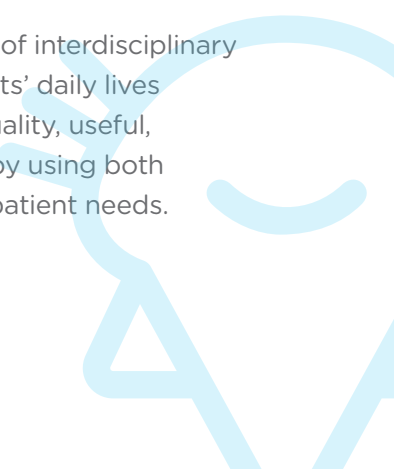 of interdisciplinary
ts’ daily lives
ality, useful,
by using both
patient needs.